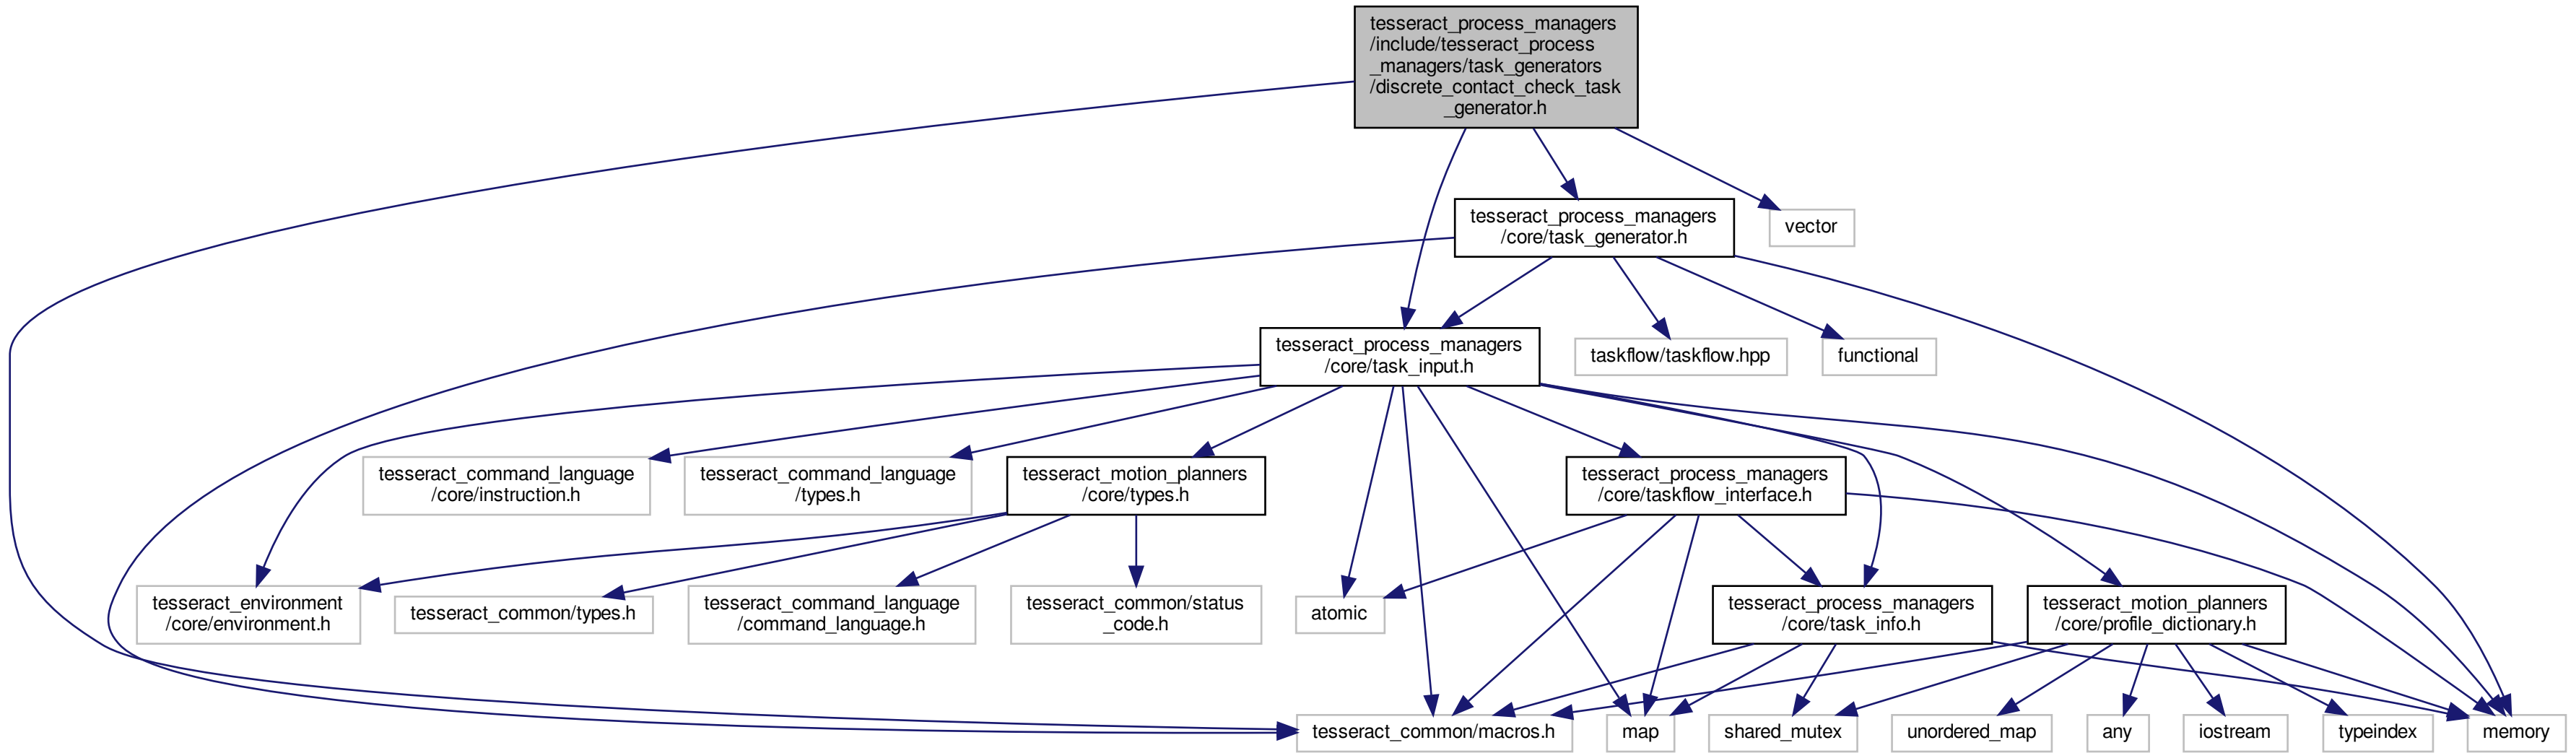 tesseract_process_managers
/include/tesseract_process
_managers/task_generators
/discrete_contact_check_task
_generator.h
tesseract_process_managers
/core/task_generator.h
vector
tesseract_process_managers
/core/task_input.h
taskflow/taskflow.hpp
functional
tesseract_command_language
/core/instruction.h
tesseract_command_language
/types.h
tesseract_motion_planners
/core/types.h
tesseract_process_managers
/core/taskflow_interface.h
tesseract_environment
/core/environment.h
tesseract_common/types.h
tesseract_command_language
/command_language.h
tesseract_common/status
_code.h
atomic
tesseract_process_managers
/core/task_info.h
tesseract_motion_planners
/core/profile_dictionary.h
tesseract_common/macros.h
map
shared_mutex
unordered_map
any
iostream
typeindex
memory